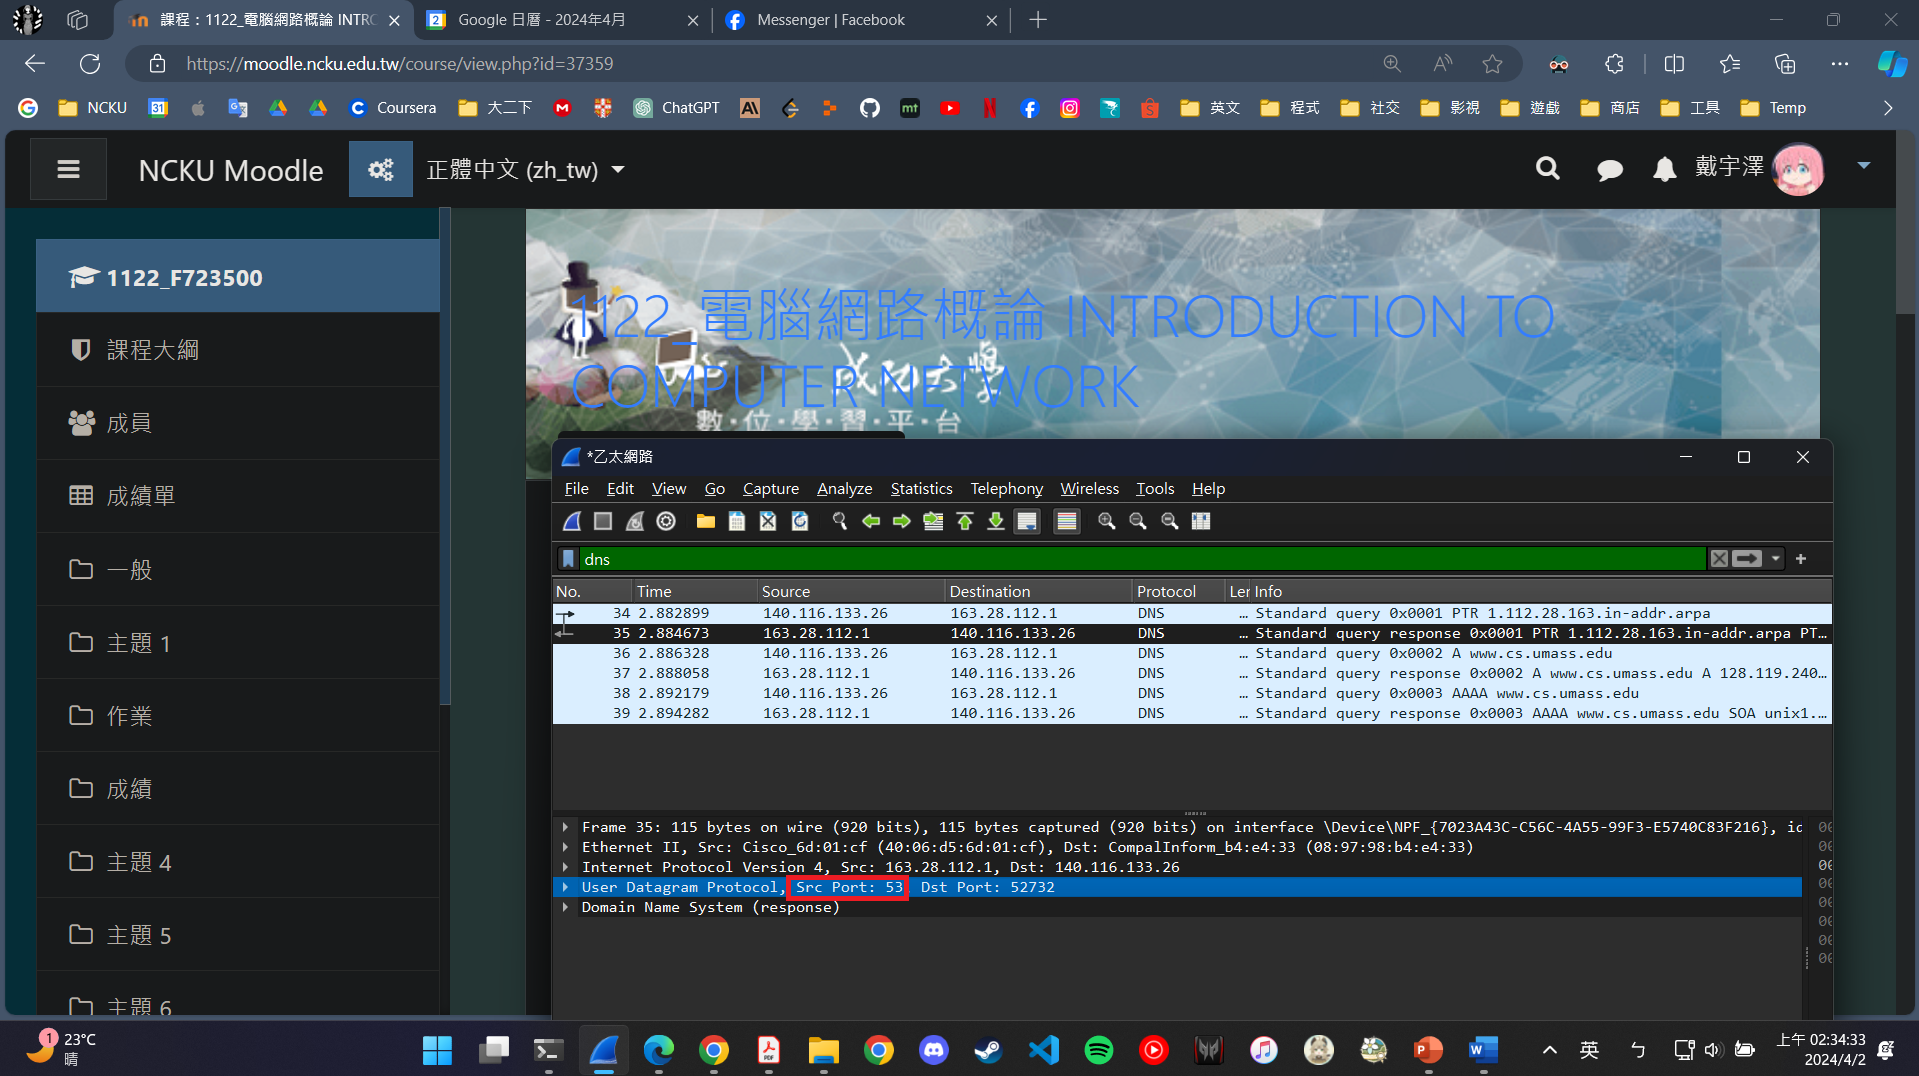 課程：1122_電腦網路概論 INTRO
Google 日曆 - 2024年4月
Messenger | Facebook
https://moodle.ncku.edu.tw/course/view.php?id=37359
NCKU
31
Coursera
大二下
ChatGPT
mt
英文
程式
社交
影視
遊戲
商店
工具
Temp
NCKU Moodle
正體中文 (zh_tw)
戴宇澤
1122_F723500
課程大綱
成員
成績單
一般
主題 1
作業
成績
主題 4
主題 5
主題 6
1122_電腦網路概論 INTRODUCTION TO
COMPUTER NETWORK
數·位·學·習·平·台
*乙太網路
File Edit View Go Capture Analyze Statistics Telephony Wireless Tools Help
dns
No. Time Source Destination Protocol Ler Info
34 2.882899 140.116.133.26 163.28.112.1 DNS … Standard query 0x0001 PTR 1.112.28.163.in-addr.arpa
35 2.884673 163.28.112.1 140.116.133.26 DNS … Standard query response 0x0001 PTR 1.112.28.163.in-addr.arpa PT…
36 2.886328 140.116.133.26 163.28.112.1 DNS … Standard query 0x0002 A www.cs.umass.edu
37 2.888058 163.28.112.1 140.116.133.26 DNS … Standard query response 0x0002 A www.cs.umass.edu A 128.119.240…
38 2.892179 140.116.133.26 163.28.112.1 DNS … Standard query 0x0003 AAAA www.cs.umass.edu
39 2.894282 163.28.112.1 140.116.133.26 DNS … Standard query response 0x0003 AAAA www.cs.umass.edu SOA unix1.…
Frame 35: 115 bytes on wire (920 bits), 115 bytes captured (920 bits) on interface \Device\NPF_{7023A43C-C56C-4A55-99F3-E5740C83F216}, id
Ethernet II, Src: Cisco_6d:01:cf (40:06:d5:6d:01:cf), Dst: CompalInform_b4:e4:33 (08:97:98:b4:e4:33)
Internet Protocol Version 4, Src: 163.28.112.1, Dst: 140.116.133.26
User Datagram Protocol, Src Port: 53 Dst Port: 52732
Domain Name System (response)
1
23°C
晴
英
ㄅ
上午 02:34:33
2024/4/2